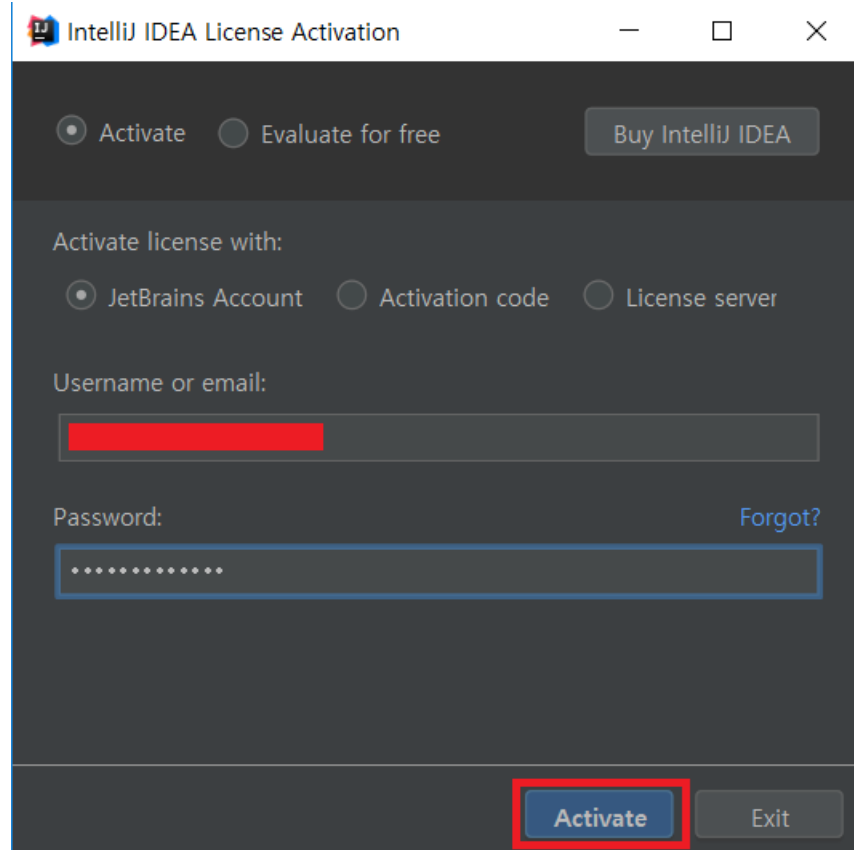 IntelliJ IDEA License Activation
Activate Evaluate for free Buy IntelliJ IDEA
Activate license with:
JetBrains Account Activation code License server
Username or email:
Password: Forgot?
Activate Exit